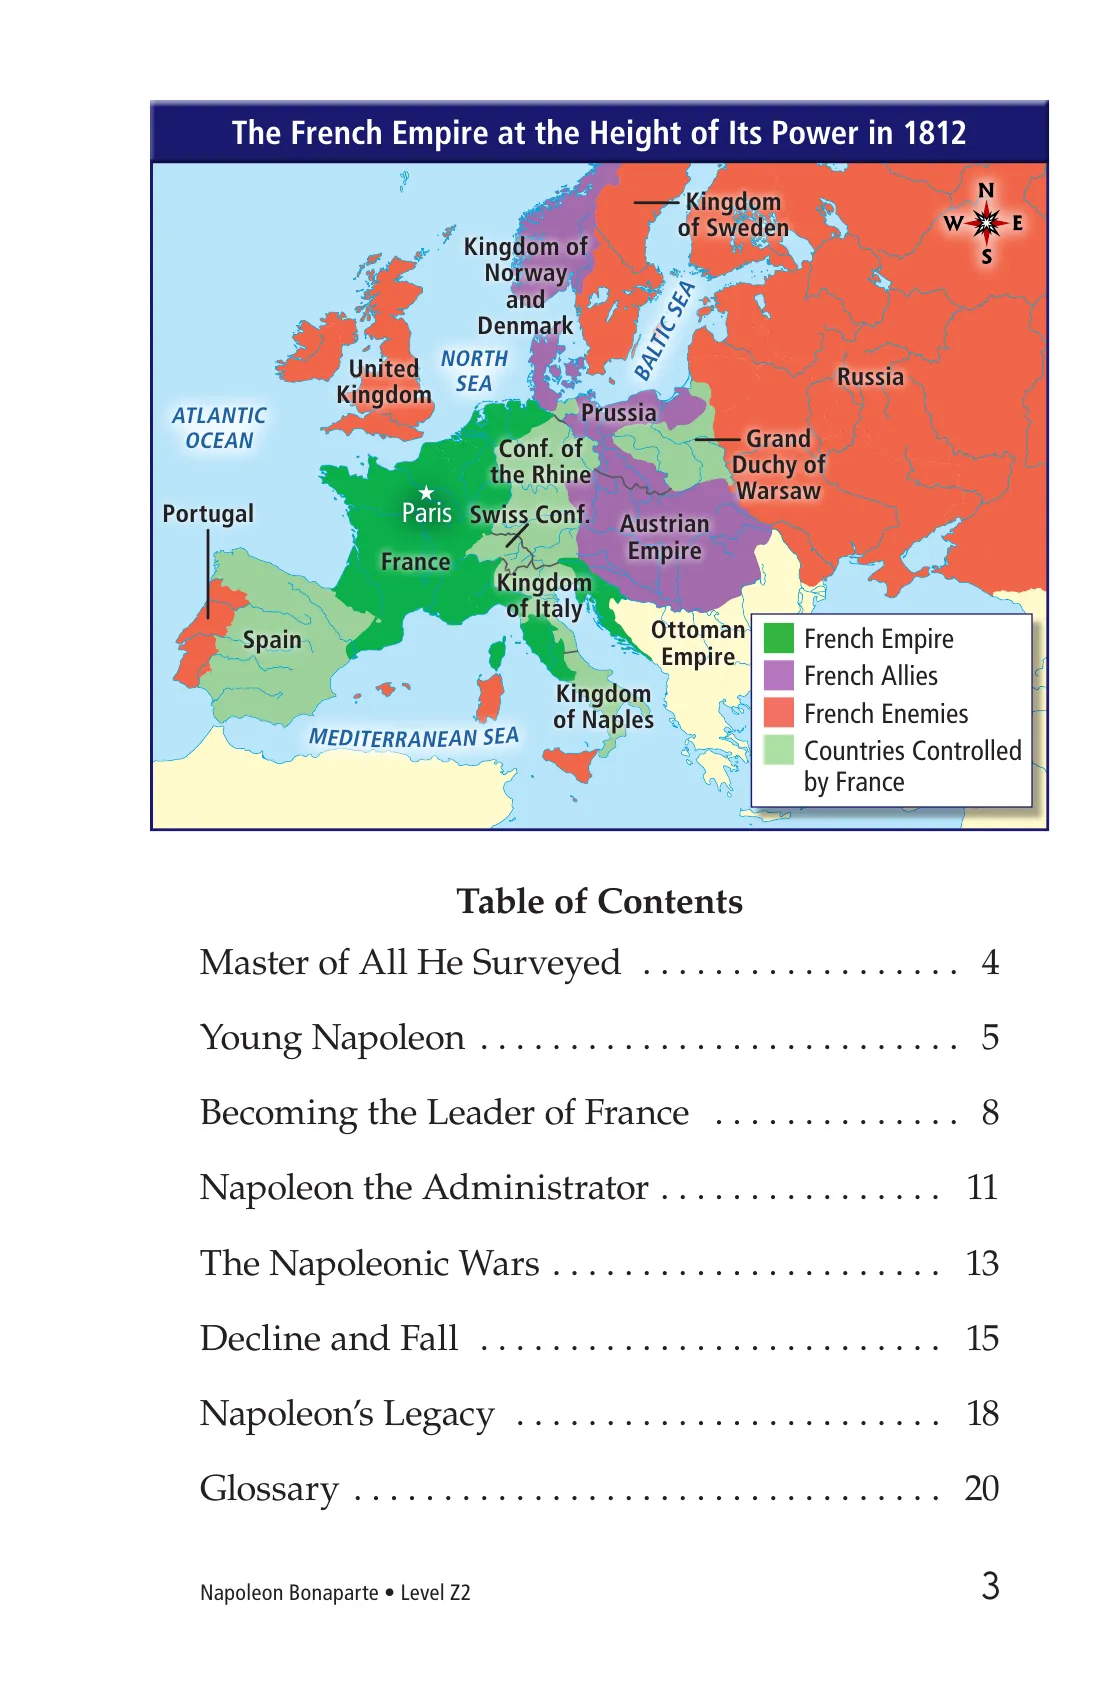 The French Empire at the Height of Its Power in 1812
N
W E
S
Kingdom
of Sweden
Kingdom of
Norway
and
Denmark
BALTIC SEA
NORTH
SEA
United
Kingdom
Russia
ATLANTIC
OCEAN
Prussia
Grand
Duchy of
Warsaw
Conf. of
the Rhine
Paris
Portugal
Swiss Conf.
Austrian
Empire
France
Kingdom
of Italy
Spain
Ottoman
Empire
Kingdom
of Naples
MEDITERRANEAN SEA
French Empire
French Allies
French Enemies
Countries Controlled
by France
Table of Contents
Master of All He Surveyed . . . . . . . . . . . . . . . . . . 4
Young Napoleon . . . . . . . . . . . . . . . . . . . . . . . . . . . 5
Becoming the Leader of France . . . . . . . . . . . . . . 8
Napoleon the Administrator . . . . . . . . . . . . . . . . 11
The Napoleonic Wars . . . . . . . . . . . . . . . . . . . . . . 13
Decline and Fall . . . . . . . . . . . . . . . . . . . . . . . . . . 15
Napoleon’s Legacy . . . . . . . . . . . . . . . . . . . . . . . . 18
Glossary . . . . . . . . . . . . . . . . . . . . . . . . . . . . . . . . . 20
Napoleon Bonaparte • Level Z2 3